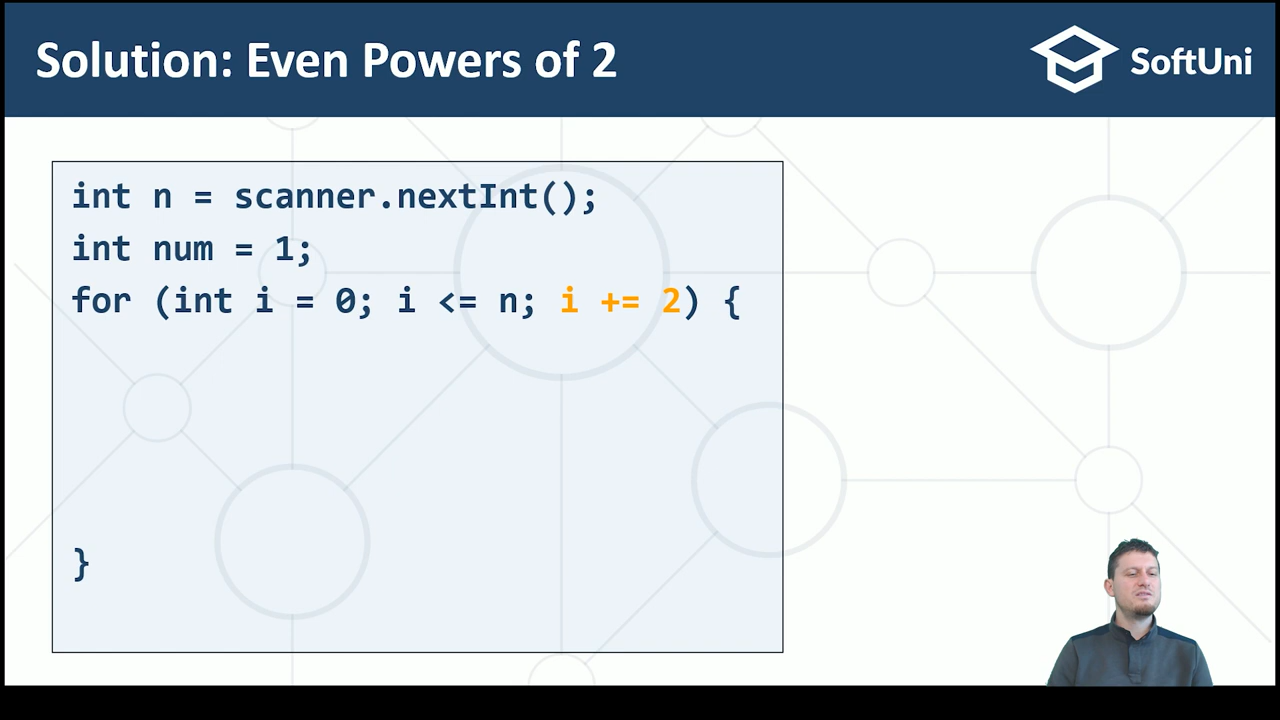 Solution: Even Powers of 2
SoftUni
int n = scanner.nextInt();
int num = 1;
for (int i = 0; i <= n; i += 2) {
}